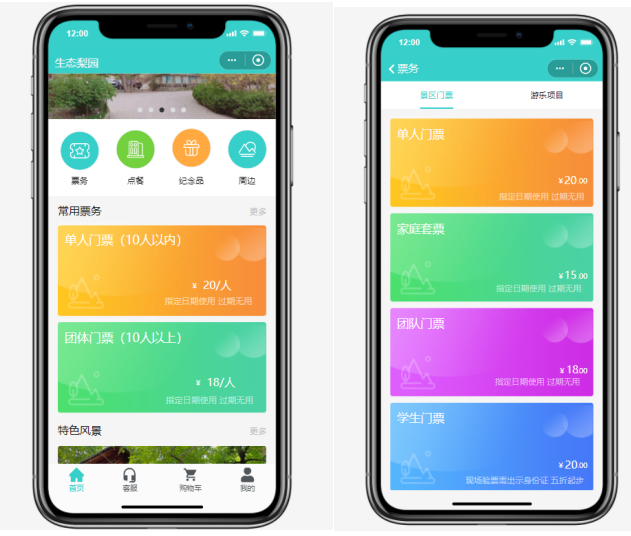 12:00
生态梨园
票务
点餐
纪念品
周边
常用票务
更多
单人门票（10人以内）
¥ 20/人
指定日期使用 过期无用
团体门票（10人以上）
¥ 18/人
指定日期使用 过期无用
特色风景
更多
首页
客服
购物车
我的
12:00
票务
景区门票
游乐项目
单人门票
¥20.00
指定日期使用 过期无用
家庭套票
¥15.00
指定日期使用 过期无用
团队门票
¥1800
指定日期使用 过期无用
学生门票
¥20.00
现场验票需出示身份证 五折起步